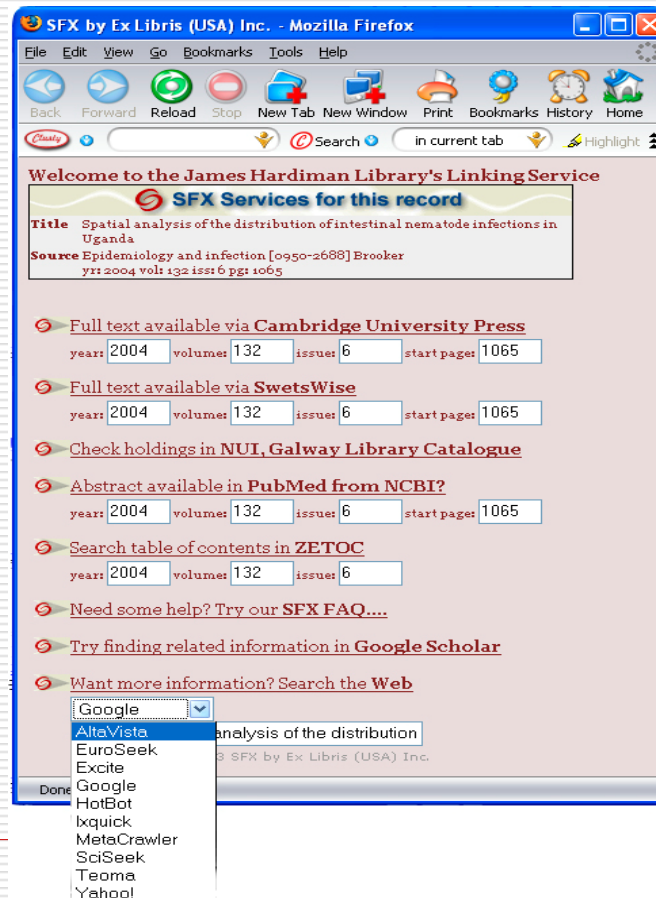 SFX by Ex Libris (USA) Inc. - Mozilla Firefox
File Edit View Go Bookmarks Tools Help
Back Forward Reload Stop New Tab New Window Print Bookmarks History Home
Clusty Search in current tab Highlight
Welcome to the James Hardiman Library's Linking Service
SFX Services for this record
Title Spatial analysis of the distribution of intestinal nematode infections in
Uganda
Source Epidemiology and infection [0950-2688] Brooker
yr: 2004 vol: 132 iss: 6 pg: 1065
Full text available via Cambridge University Press
year: 2004 volume: 132 issue: 6 start page: 1065
Full text available via SwetsWise
year: 2004 volume: 132 issue: 6 start page: 1065
Check holdings in NUI, Galway Library Catalogue
Abstract available in PubMed from NCBI?
year: 2004 volume: 132 issue: 6 start page: 1065
Search table of contents in ZETOC
year: 2004 volume: 132 issue: 6
Need some help? Try our SFX FAQ....
Try finding related information in Google Scholar
Want more information? Search the Web
Google
AltaVista analysis of the distribution
EuroSeek 3 SFX by Ex Libris (USA) Inc.
Excite
Done Google
HotBot
Ixquick
MetaCrawler
SciSeek
Teoma
Yahoo!